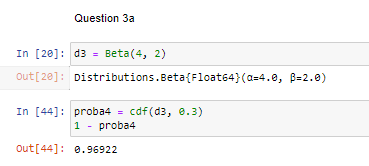 Question 3a
In [20]: d3 = Beta(4, 2)
Out[20]: Distributions.Beta{Float64}(α=4.0, β=2.0)
In [44]: proba4 = cdf(d3, 0.3)
1 - proba4
Out[44]: 0.96922